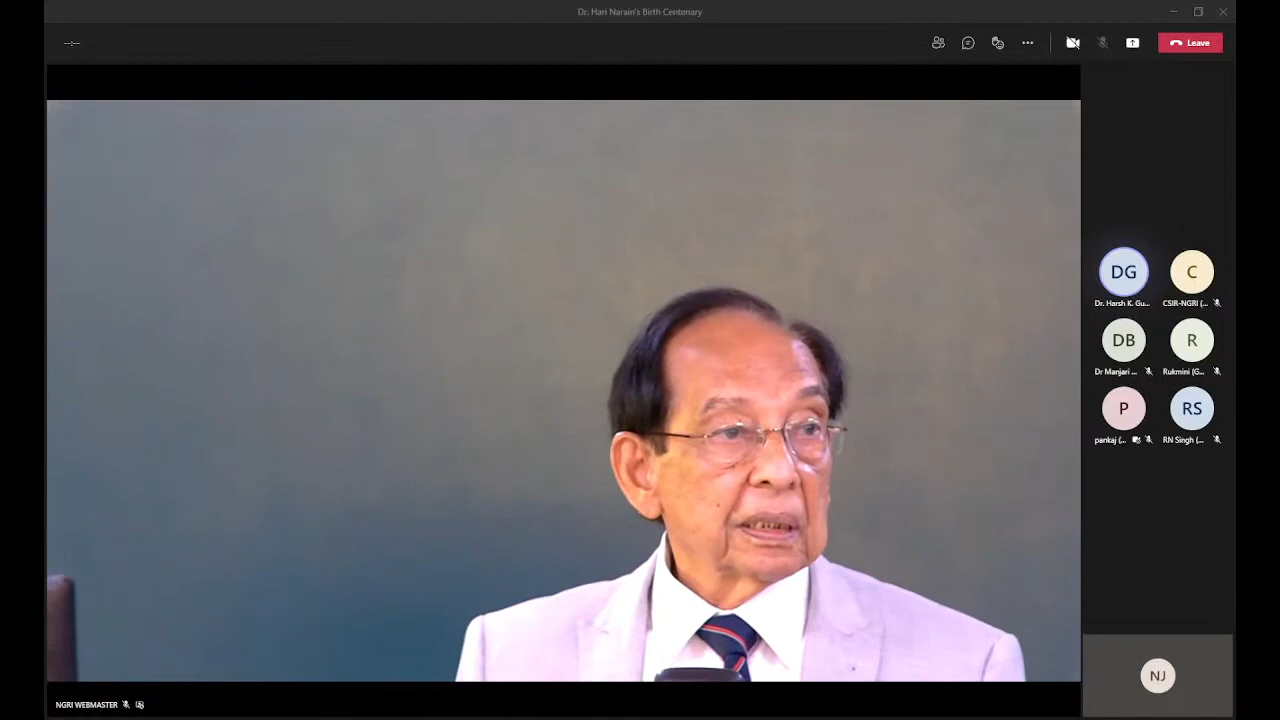 Dr. Hari Narain's Birth Centenary
--:--
Leave
DG
C
Dr. Harsh K. Gu...
CSIR-NGRI (...
DB
R
Dr Manjari ...
Rukmini (G...
P
RS
pankaj (...
RN Singh (...
NJ
NGRI WEBMASTER